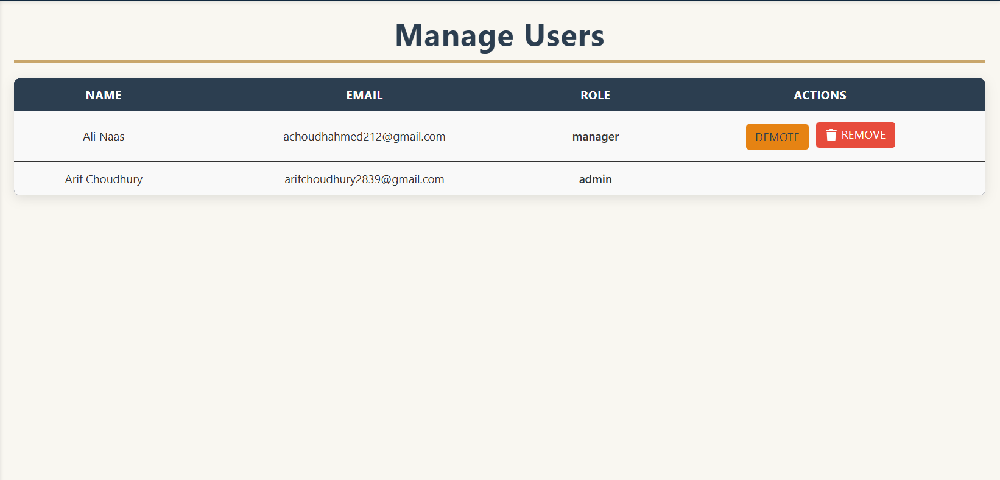 Manage Users
NAME EMAIL ROLE ACTIONS
Ali Naas achoudhahmed212@gmail.com manager DEMOTE REMOVE
Arif Choudhury arifchoudhury2839@gmail.com admin